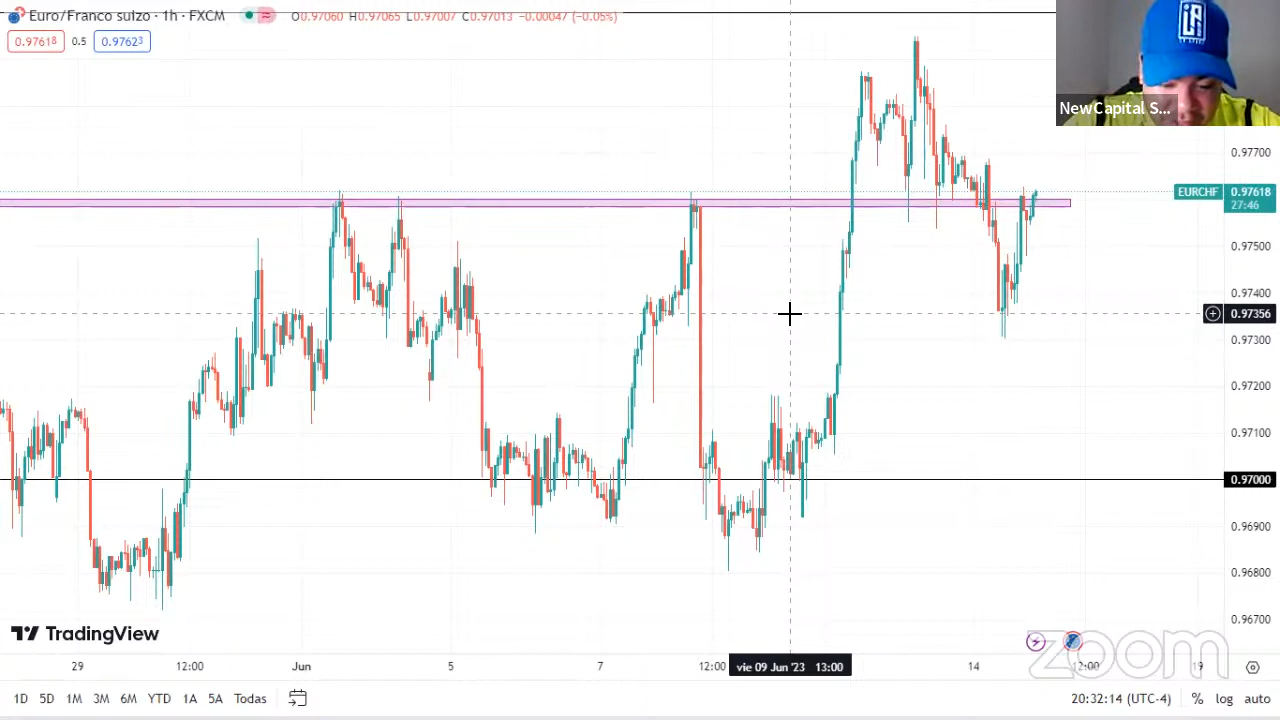 Euro/Franco suizo · 1h · FXCM
O0.97060 H0.97065 L0.97007 C0.97013 −0.00047 (−0.05%)
0.97618 0.5 0.97623
NewCapital S...
0.97700
EURCHF 0.97618
27:46
0.97500
0.97400
0.97356
0.97300
0.97200
0.97100
0.97000
0.96900
0.96800
0.96700
TradingView
zoom
29 12:00 Jun 5 7 12:00 vie 09 Jun '23 13:00 14 12:00 19
1D 5D 1M 3M 6M YTD 1A 5A Todas 20:32:14 (UTC-4) % log auto